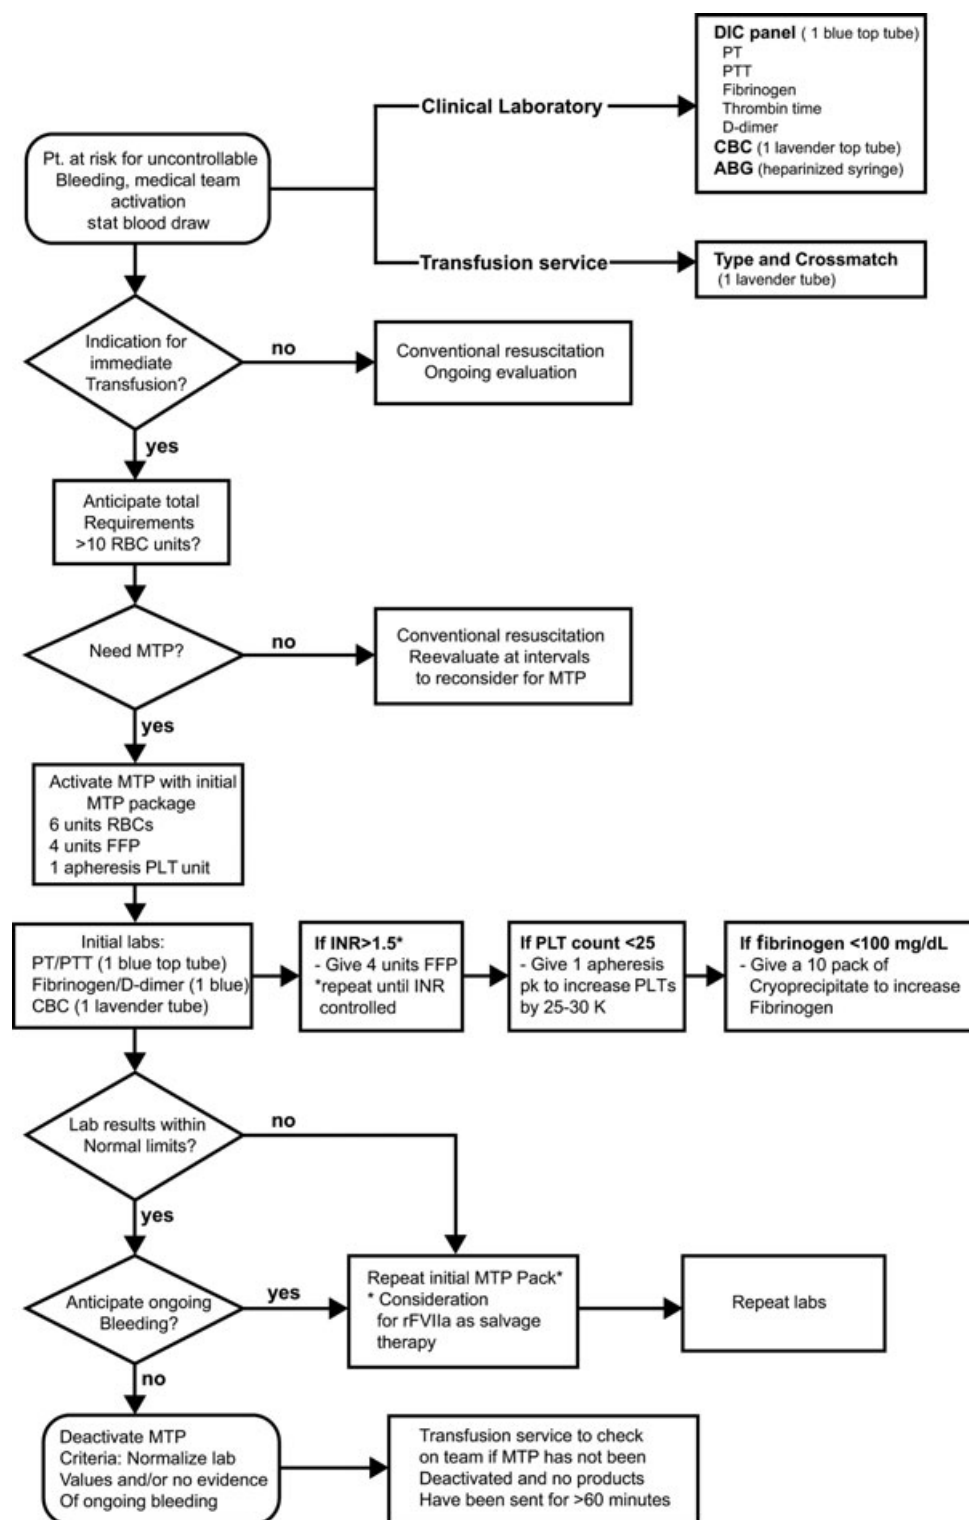 DIC panel ( 1 blue top tube)
PT
PTT
Fibrinogen
Thrombin time
D-dimer
CBC (1 lavender top tube)
ABG (heparinized syringe)
Clinical Laboratory
Pt. at risk for uncontrollable
Bleeding, medical team
activation
stat blood draw
Transfusion service
Type and Crossmatch
(1 lavender tube)
Indication for
immediate
Transfusion?
no
Conventional resuscitation
Ongoing evaluation
yes
Anticipate total
Requirements
>10 RBC units?
Need MTP?
no
Conventional resuscitation
Reevaluate at intervals
to reconsider for MTP
yes
Activate MTP with initial
MTP package
6 units RBCs
4 units FFP
1 apheresis PLT unit
Initial labs:
PT/PTT (1 blue top tube)
Fibrinogen/D-dimer (1 blue)
CBC (1 lavender tube)
If INR>1.5*
- Give 4 units FFP
*repeat until INR
controlled
If PLT count <25
- Give 1 apheresis
pk to increase PLTs
by 25-30 K
If fibrinogen <100 mg/dL
- Give a 10 pack of
Cryoprecipitate to increase
Fibrinogen
Lab results within
Normal limits?
no
yes
Anticipate ongoing
Bleeding?
yes
Repeat initial MTP Pack*
* Consideration
for rFVIIa as salvage
therapy
Repeat labs
no
Deactivate MTP
Criteria: Normalize lab
Values and/or no evidence
Of ongoing bleeding
Transfusion service to check
on team if MTP has not been
Deactivated and no products
Have been sent for >60 minutes